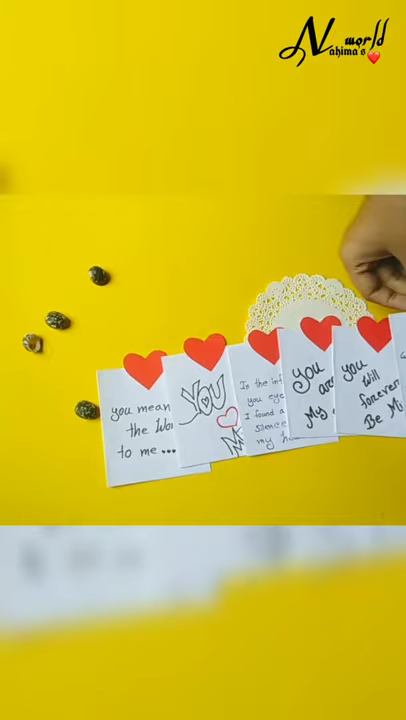 Nahima's world
you mean
the
to me...
YOU
In the
you eye
I found a
silence
my
You
are
My
you
Will
forever
Be